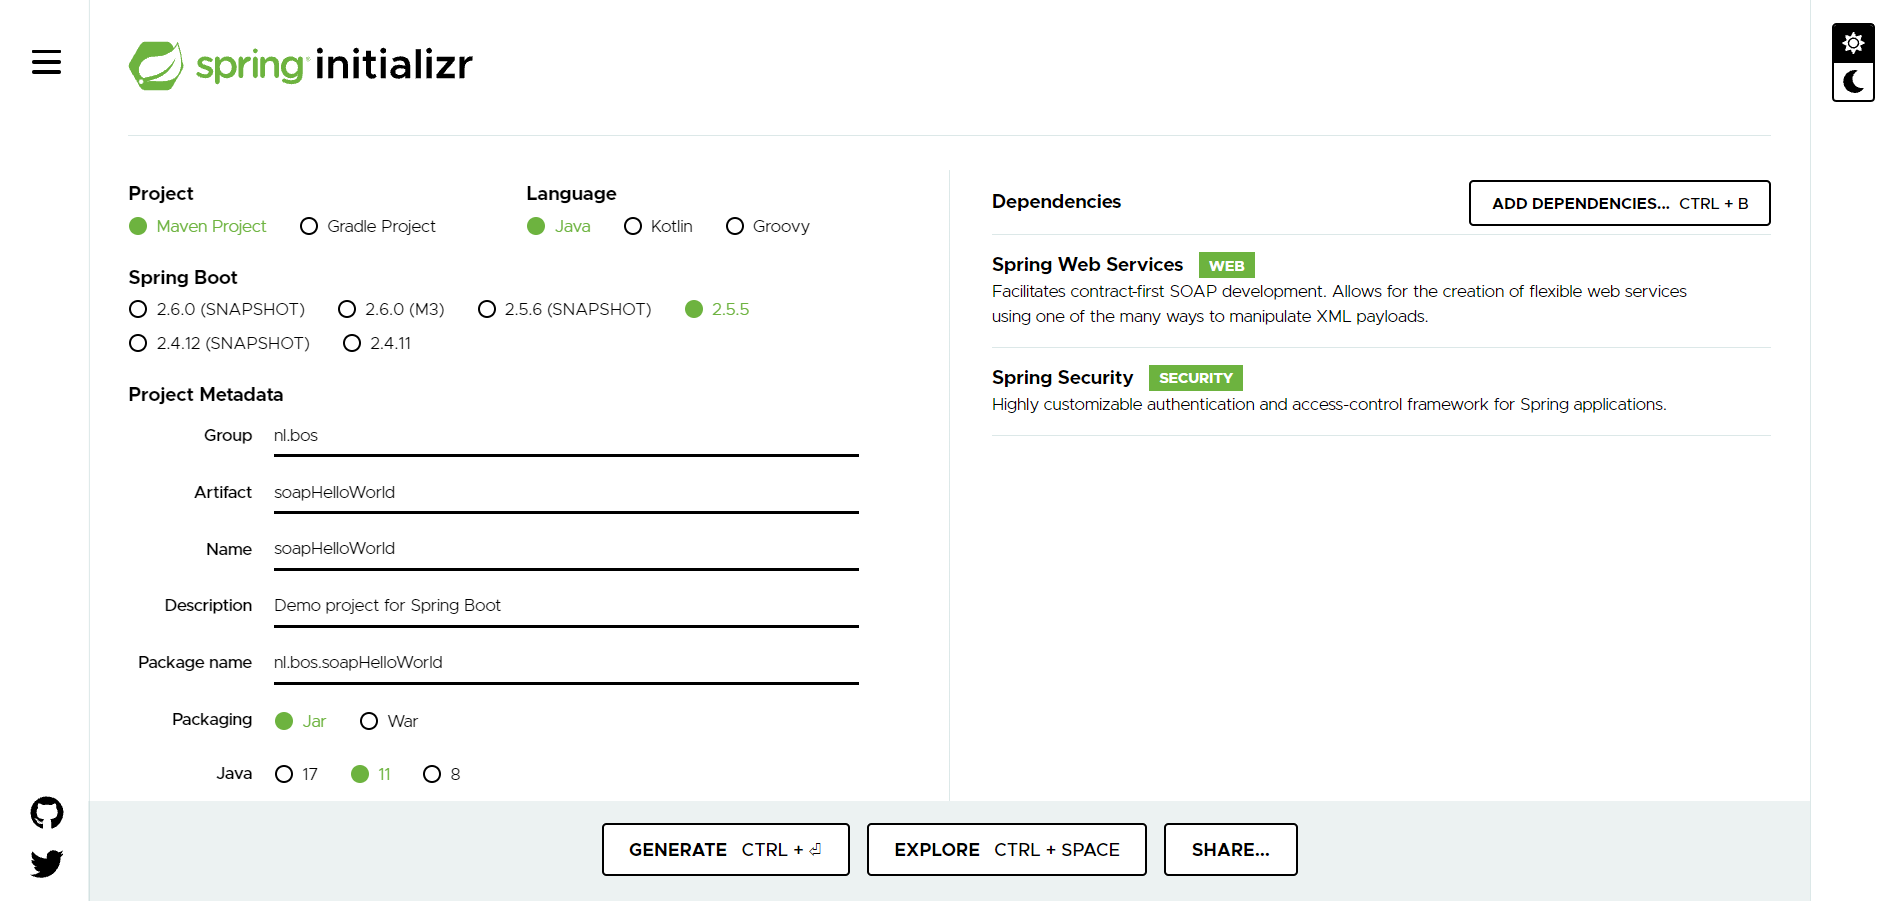 spring initializr
Project
Maven Project Gradle Project
Language
Java Kotlin Groovy
Spring Boot
2.6.0 (SNAPSHOT) 2.6.0 (M3) 2.5.6 (SNAPSHOT) 2.5.5
2.4.12 (SNAPSHOT) 2.4.11
Project Metadata
Group nl.bos
Artifact soapHelloWorld
Name soapHelloWorld
Description Demo project for Spring Boot
Package name nl.bos.soapHelloWorld
Packaging Jar War
Java 17 11 8
Dependencies
ADD DEPENDENCIES... CTRL + B
Spring Web Services WEB
Facilitates contract-first SOAP development. Allows for the creation of flexible web services
using one of the many ways to manipulate XML payloads.
Spring Security SECURITY
Highly customizable authentication and access-control framework for Spring applications.
GENERATE CTRL + ⏎
EXPLORE CTRL + SPACE
SHARE...